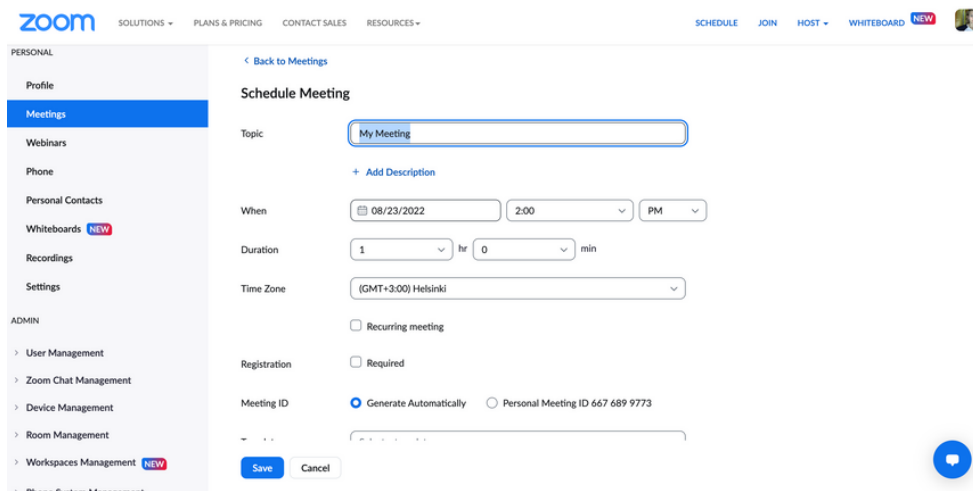 zoom SOLUTIONS PLANS & PRICING CONTACT SALES RESOURCES SCHEDULE JOIN HOST WHITEBOARD NEW
PERSONAL
Profile
Meetings
Webinars
Phone
Personal Contacts
Whiteboards NEW
Recordings
Settings
ADMIN
> User Management
> Zoom Chat Management
> Device Management
> Room Management
> Workspaces Management NEW
< Back to Meetings
Schedule Meeting
Topic My Meeting
+ Add Description
When 08/23/2022 2:00 PM
Duration 1 hr 0 min
Time Zone (GMT+3:00) Helsinki
Recurring meeting
Registration Required
Meeting ID Generate Automatically Personal Meeting ID 667 689 9773
Save Cancel